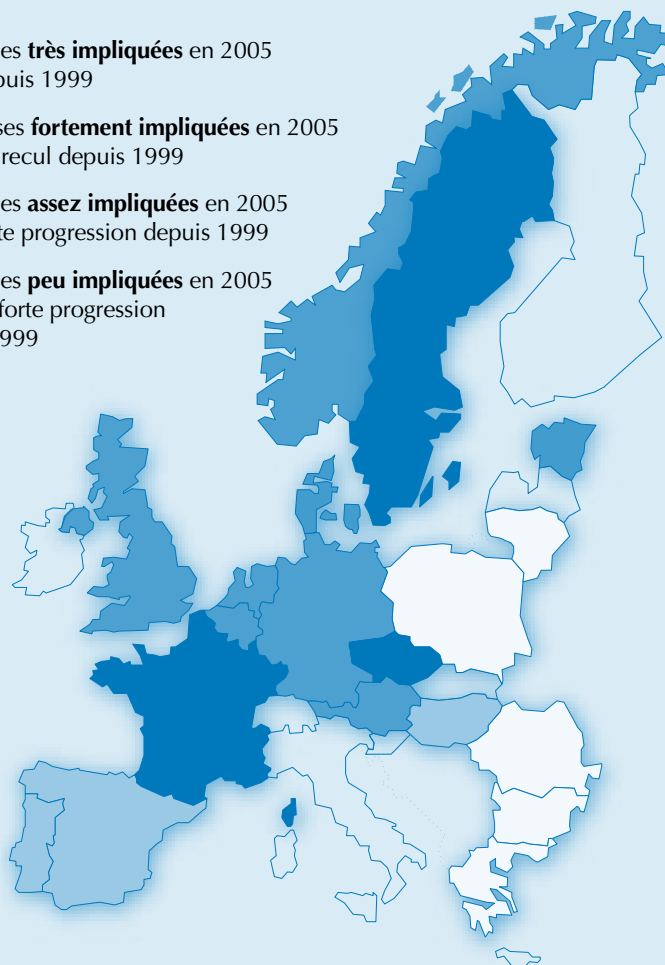 es très impliquées en 2005
puis 1999
ses fortement impliquées en 2005
recul depuis 1999
es assez impliquées en 2005
te progression depuis 1999
es peu impliquées en 2005
forte progression
999